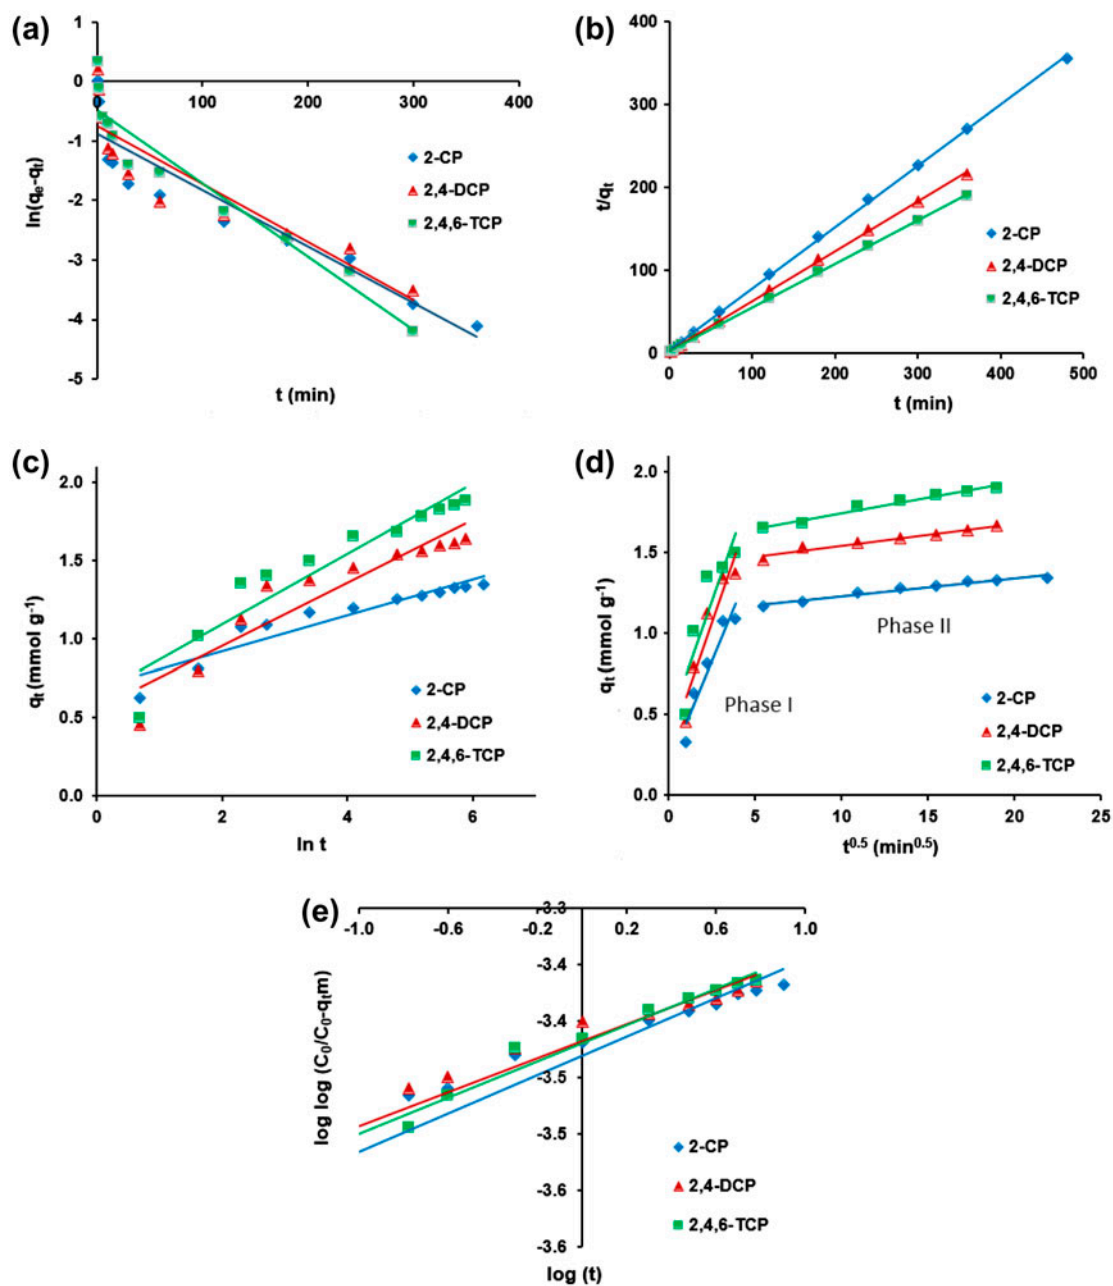 (a)
1
0
100
200
300
400
-1
-2
-3
-4
-5
ln(qe-qt)
t (min)
2-CP
2,4-DCP
2,4,6-TCP
(b)
400
300
200
100
0
0
100
200
300
400
500
t/qt
t (min)
2-CP
2,4-DCP
2,4,6-TCP
(c)
2.0
1.5
1.0
0.5
0.0
0
2
4
6
qt (mmol g-1)
ln t
2-CP
2,4-DCP
2,4,6-TCP
(d)
2.0
1.5
1.0
0.5
0.0
0
5
10
15
20
25
qt (mmol g-1)
t0.5 (min0.5)
Phase I
Phase II
2-CP
2,4-DCP
2,4,6-TCP
(e)
-3.3
-1.0
-0.6
-0.2
0.2
0.6
1.0
-3.4
-3.4
-3.5
-3.5
-3.6
-3.6
log log (C0/C0-qtm)
log (t)
2-CP
2,4-DCP
2,4,6-TCP